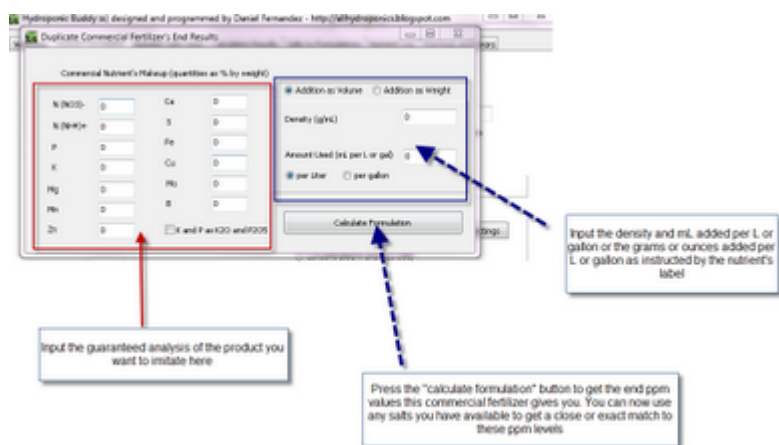 Hydroponic Buddy is) designed and programmed by Daniel Fernandez - http://allhydroponics.blogspot.com
Duplicate Commercial Fertilizer's End Results
Commercial Nutrient's Makeup (quantities as % by weight)
N (NO3)- 0
Ca 0
N (NH4)+ 0
S 0
P 0
Fe 0
K 0
Cu 0
Mg 0
Mo 0
Mn 0
B 0
Zn 0
K and P as K2O and P2O5
Addition as Volume Addition as Weight
Density (g/mL) 0
Amount Used (mL per L or gal) 0
per Liter per gallon
Calculate Formulation
Input the density and mL added per L or
gallon or the grams or ounces added per
L or gallon as instructed by the nutrient's
label
Input the guaranteed analysis of the product you
want to imitate here
Press the "calculate formulation" button to get the end ppm
values this commercial fertilizer gives you. You can now use
any salts you have available to get a close or exact match to
these ppm levels